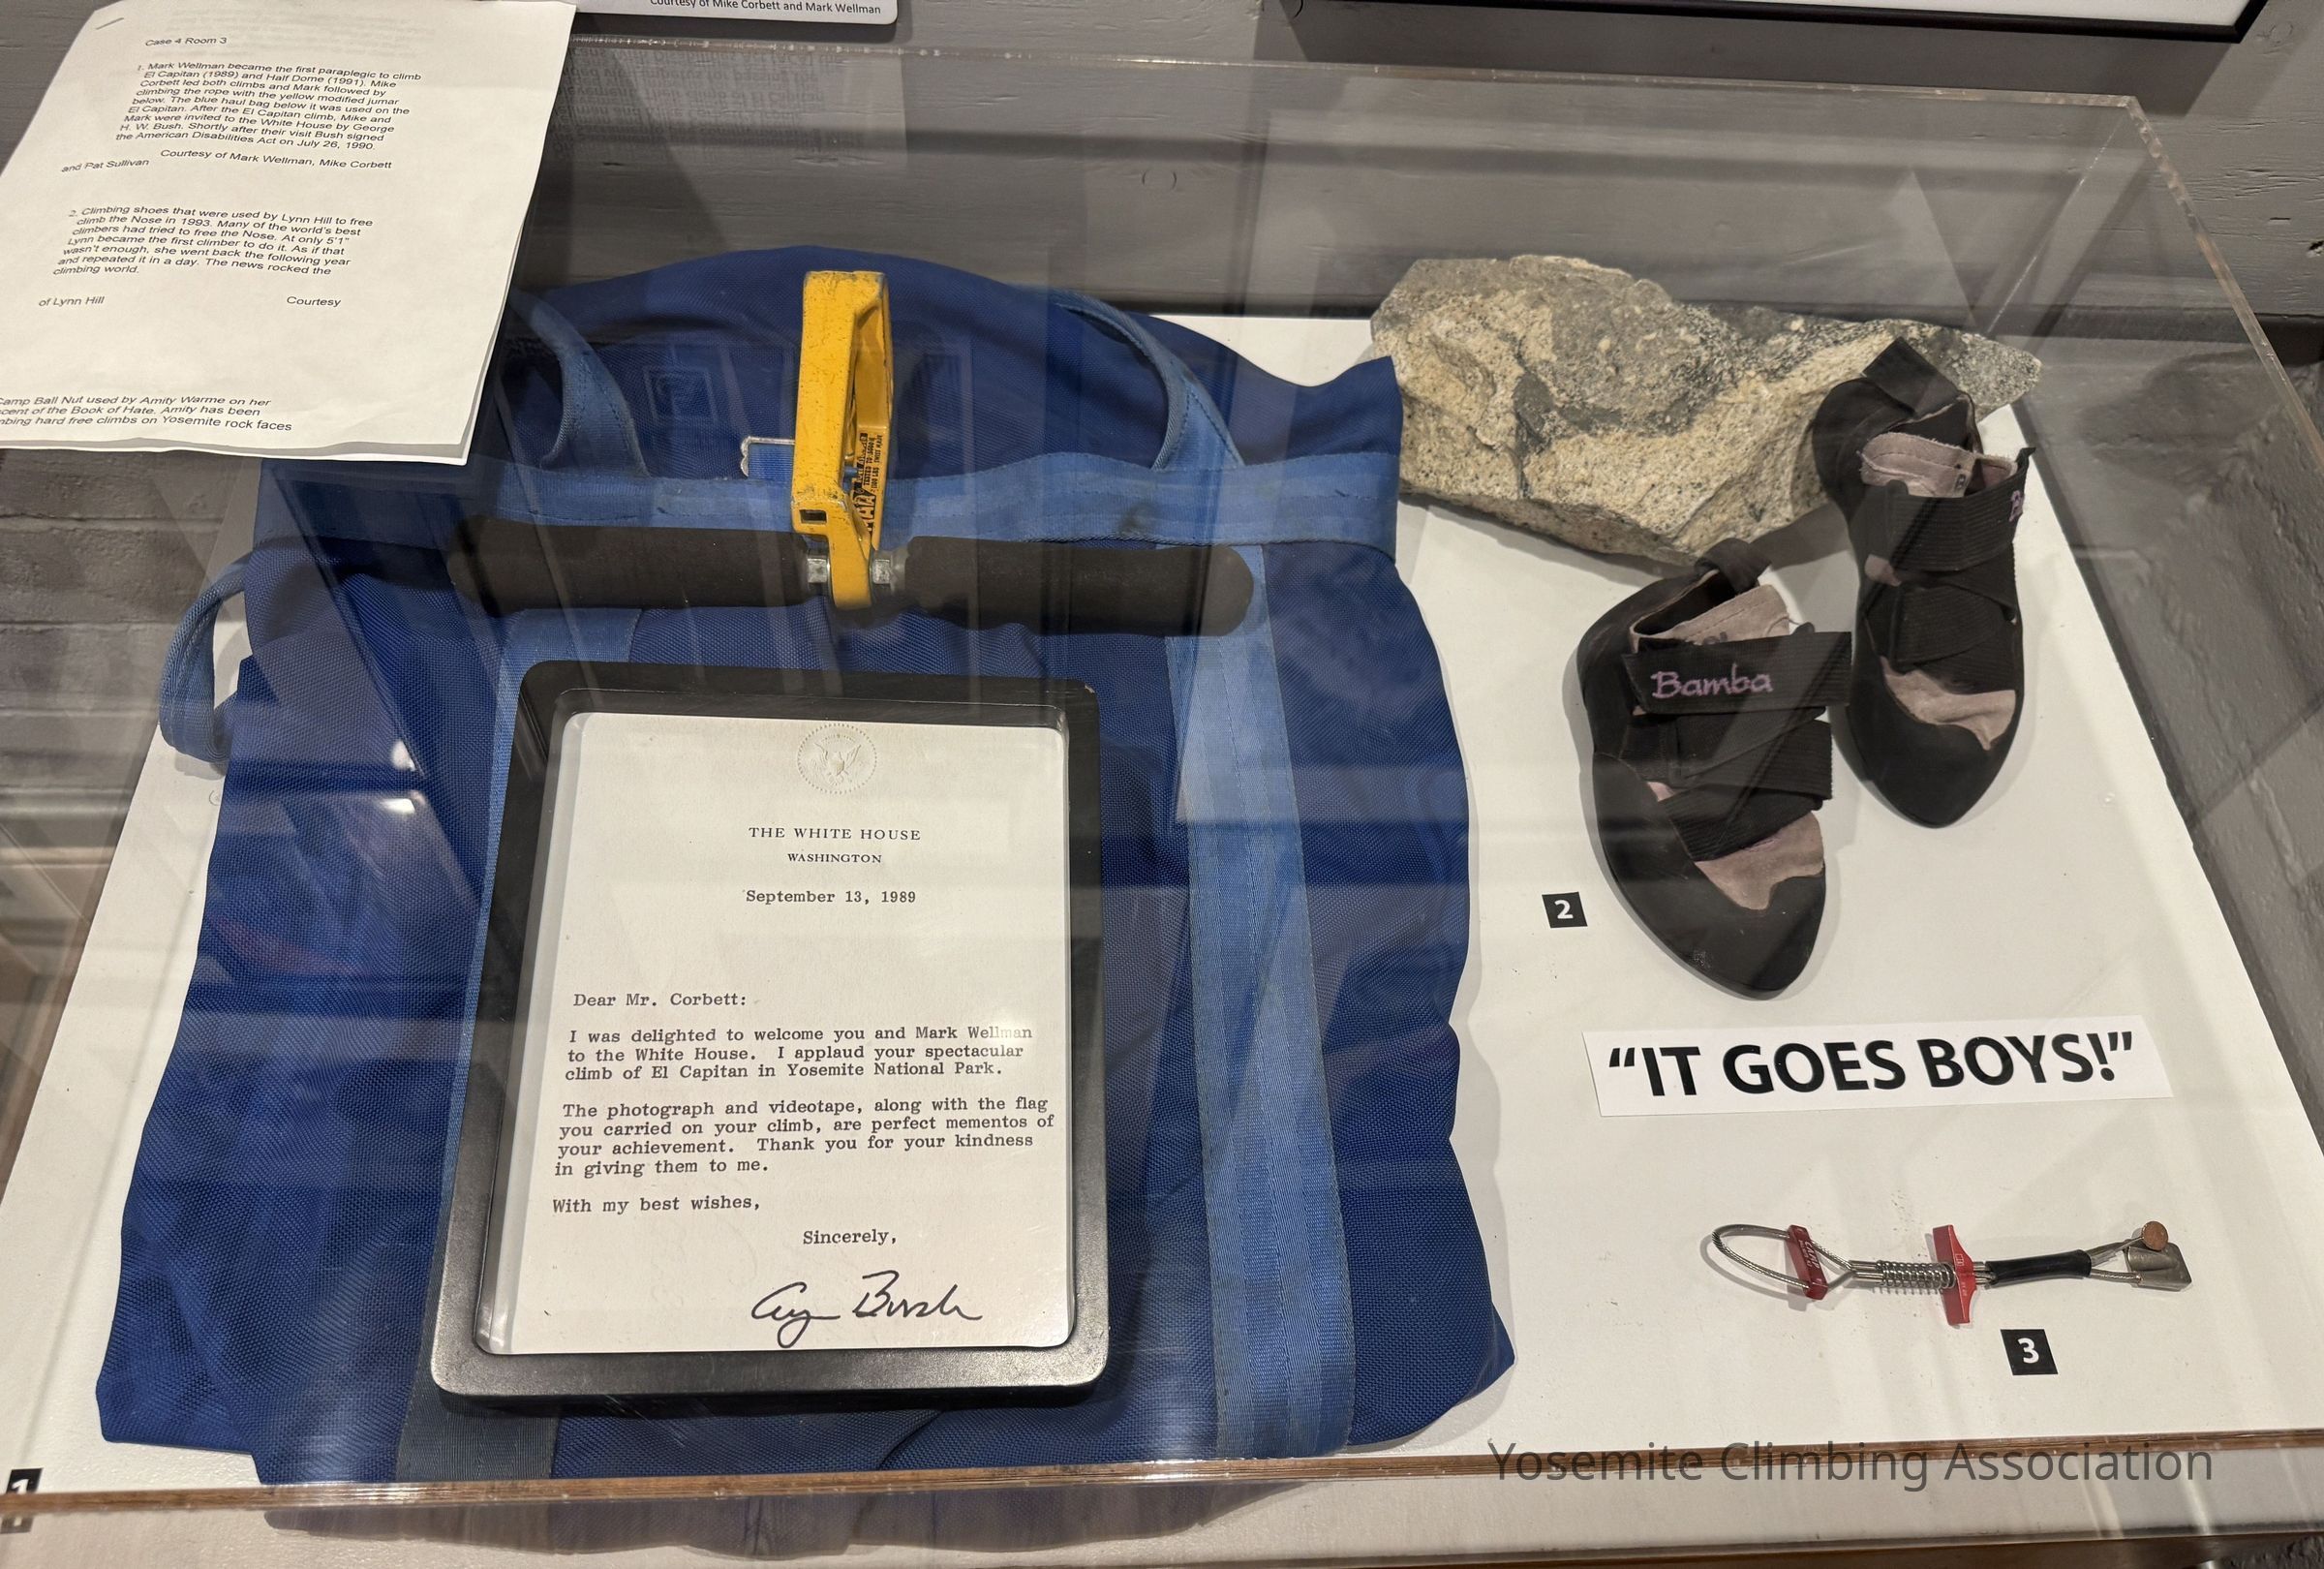 Courtesy of Mike Corbett and Mark Wellman
Case 4 Room 3
1. Mark Wellman became the first paraplegic to climb
El Capitan (1989) and Half Dome (1991). Mike
Corbett led both climbs and Mark followed by
climbing the rope with the yellow modified jumar
below. The blue haul bag below it was used on the
El Capitan. After the El Capitan climb, Mike and
Mark were invited to the White House by George
H. W. Bush. Shortly after their visit Bush signed
the American Disabilities Act on July 26, 1990.
Courtesy of Mark Wellman, Mike Corbett
and Pat Sullivan
2. Climbing shoes that were used by Lynn Hill to free
climb the Nose in 1993. Many of the world's best
climbers had tried to free the Nose. At only 5'1"
Lynn became the first climber to do it. As if that
wasn't enough, she went back the following year
and repeated it in a day. The news rocked the
climbing world.
Courtesy
of Lynn Hill
Camp Ball Nut used by Amity Warme on her
cent of the Book of Hate. Amity has been
bing hard free climbs on Yosemite rock faces
THE WHITE HOUSE
WASHINGTON
September 13, 1989
Dear Mr. Corbett:
I was delighted to welcome you and Mark Wellman
to the White House. I applaud your spectacular
climb of El Capitan in Yosemite National Park.
The photograph and videotape, along with the flag
you carried on your climb, are perfect mementos of
your achievement. Thank you for your kindness
in giving them to me.
With my best wishes,
Sincerely,
George Bush
Bamba
2
"IT GOES BOYS!"
3
1
Yosemite Climbing Association